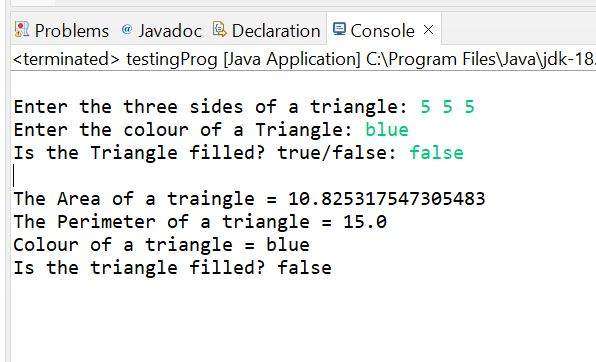 Problems @ Javadoc Declaration Console ×
<terminated> testingProg [Java Application] C:\Program Files\Java\jdk-18.
Enter the three sides of a triangle: 5 5 5
Enter the colour of a Triangle: blue
Is the Triangle filled? true/false: false
The Area of a traingle = 10.825317547305483
The Perimeter of a triangle = 15.0
Colour of a triangle = blue
Is the triangle filled? false